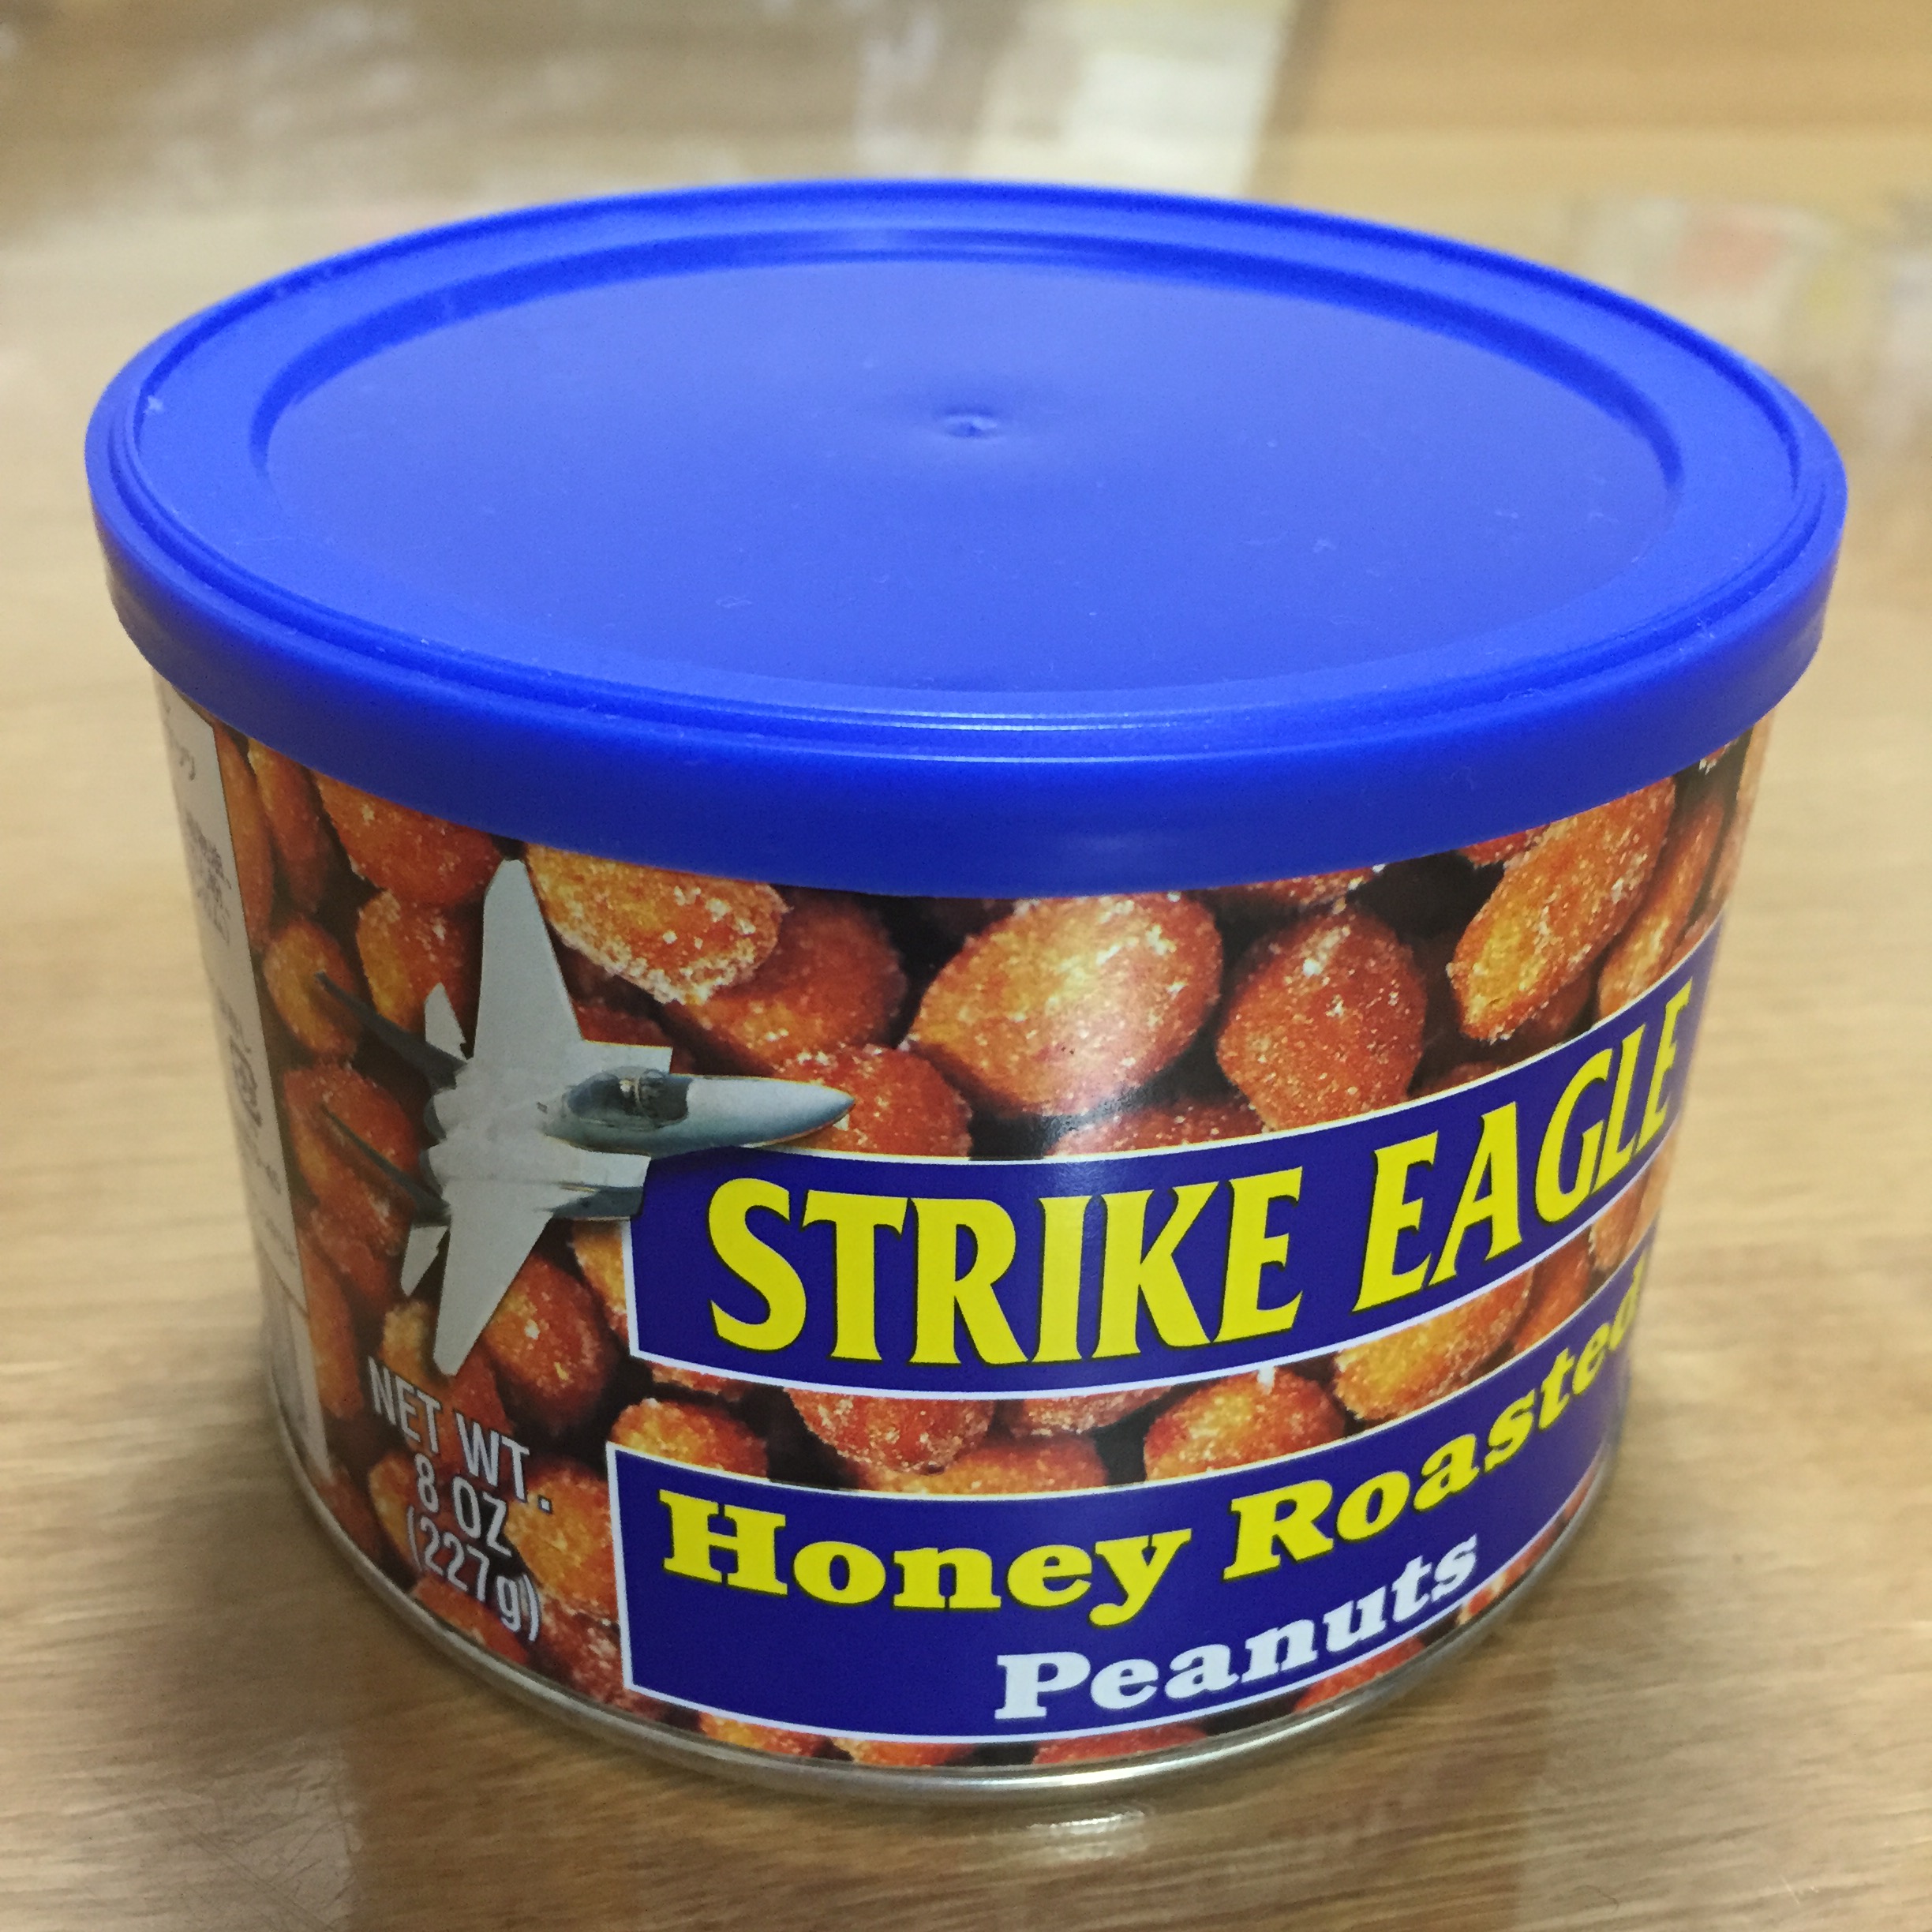 STRIKE EAGLE
Honey Roasted
Peanuts
NET WT.
8 OZ
(227g)